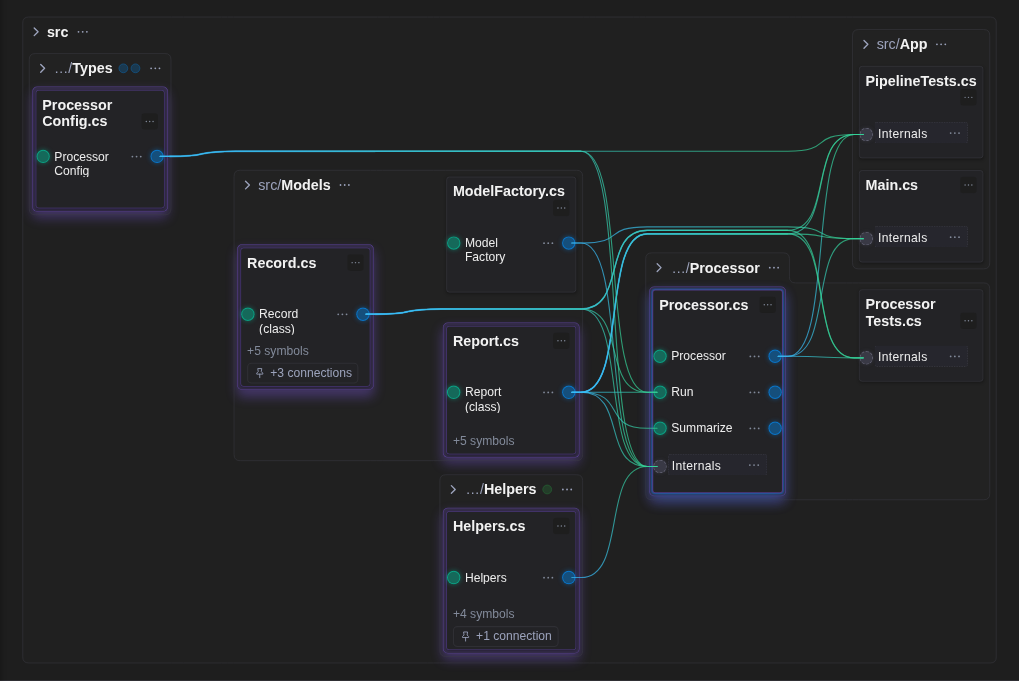 src ...
.../Types ...
Processor
Config.cs
...
Processor
Config
...
src/Models ...
Record.cs
...
Record
(class)
...
+5 symbols
+3 connections
ModelFactory.cs
...
Model
Factory
...
Report.cs
...
Report
(class)
...
+5 symbols
.../Helpers ...
Helpers.cs
...
Helpers ...
+4 symbols
+1 connection
.../Processor ...
Processor.cs
...
Processor ...
Run ...
Summarize ...
Internals ...
src/App ...
PipelineTests.cs
...
Internals ...
Main.cs
...
Internals ...
Processor
Tests.cs
...
Internals ...